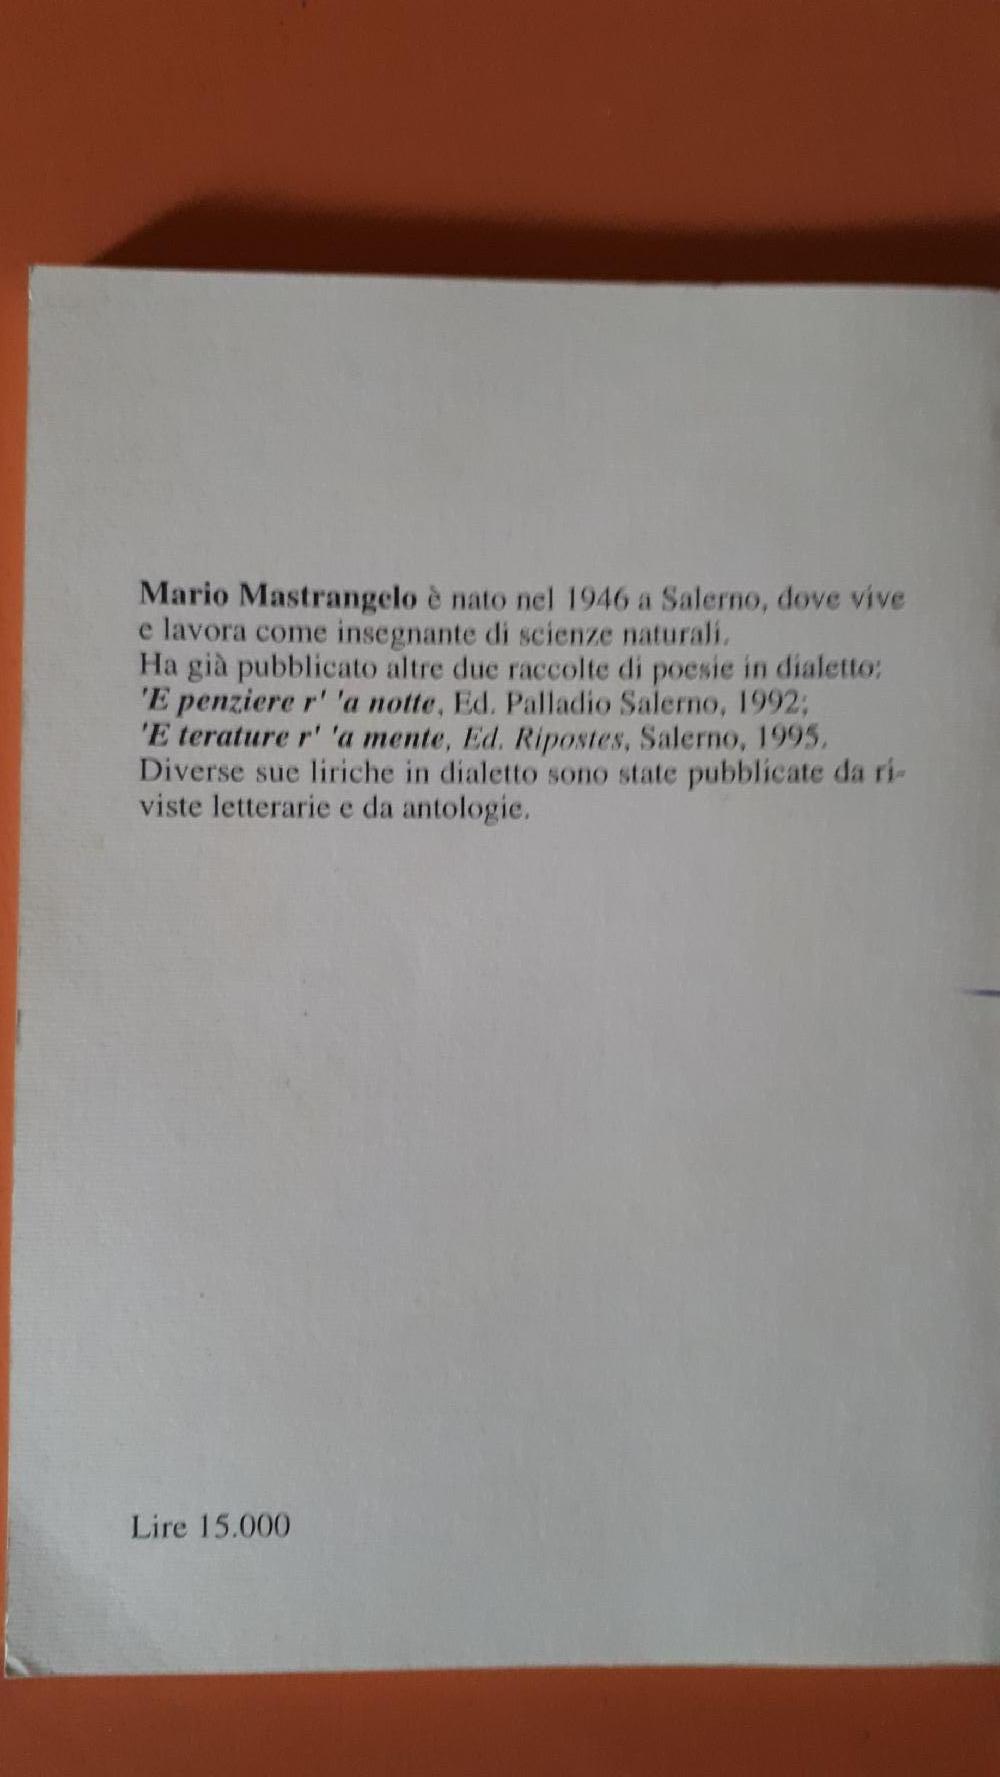 Mario Mastrangelo è nato nel 1946 a Salerno, dove vive
e lavora come insegnante di scienze naturali.
Ha già pubblicato altre due raccolte di poesie in dialetto:
'E penziere r' 'a notte, Ed. Palladio Salerno, 1992;
'E terature r' 'a mente, Ed. Ripostes, Salerno, 1995.
Diverse sue liriche in dialetto sono state pubblicate da ri-
viste letterarie e da antologie.
Lire 15.000